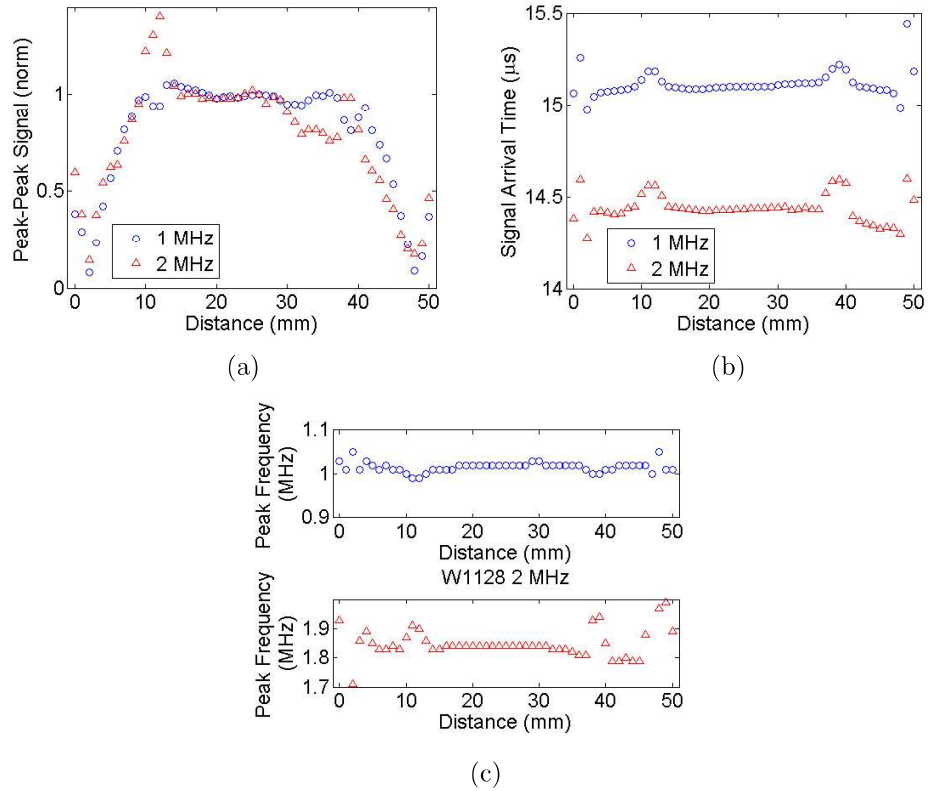 Peak-Peak Signal (norm)
1
0.5
0
1 MHz
2 MHz
0 10 20 30 40 50
Distance (mm)
(a)
Signal Arrival Time (μs)
15.5
15
14.5
14
1 MHz
2 MHz
0 10 20 30 40 50
Distance (mm)
(b)
Peak Frequency
(MHz)
1.1
1
0.9
0 10 20 30 40 50
Distance (mm)
W1128 2 MHz
Peak Frequency
(MHz)
1.9
1.8
1.7
0 10 20 30 40 50
Distance (mm)
(c)